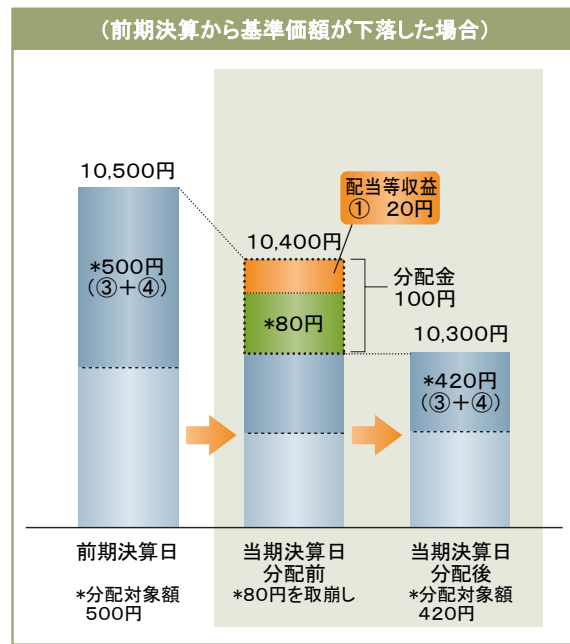 （前期決算から基準価額が下落した場合）
10,500円
*500円
（③＋④）
配当等収益
① 20円
10,400円
*80円
分配金
100円
10,300円
*420円
（③＋④）
前期決算日
*分配対象額
500円
当期決算日
分配前
*80円を取崩し
当期決算日
分配後
*分配対象額
420円